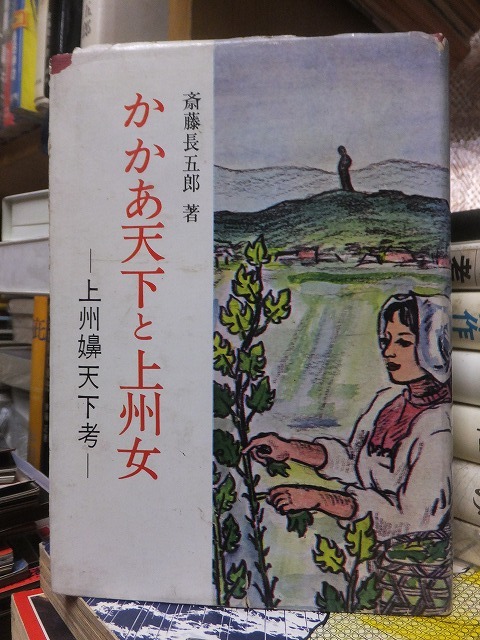 斎藤長五郎 著
かかあ天下と上州女
―上州嬶天下考―
作